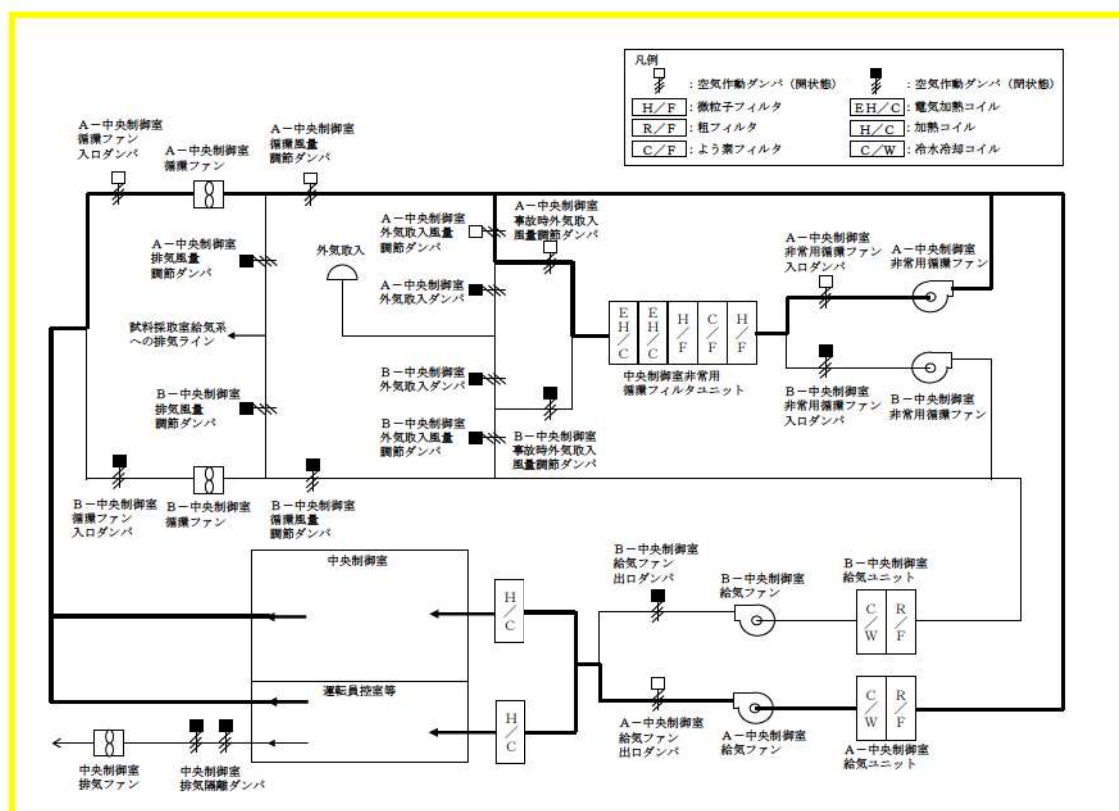 凡例
:空気作動ダンパ(開状態)
:空気作動ダンパ(閉状態)
H/F:微粒子フィルタ
EH/C:電気加熱コイル
R/F:粗フィルタ
H/C:加熱コイル
C/F:よう素フィルタ
C/W:冷水冷却コイル
A-中央制御室
循環ファン
入口ダンパ
A-中央制御室
循環ファン
A-中央制御室
循環風量
調節ダンパ
A-中央制御室
排気風量
調節ダンパ
外気取入
A-中央制御室
外気取入風量
調節ダンパ
A-中央制御室
事故時外気取入
風量調節ダンパ
A-中央制御室
外気取入ダンパ
A-中央制御室
非常用循環ファン
入口ダンパ
A-中央制御室
非常用循環ファン
試料採取室給気系
への排気ライン
EH/C
EH/C
H/F
C/F
H/F
中央制御室非常用
循環フィルタユニット
B-中央制御室
外気取入ダンパ
B-中央制御室
排気風量
調節ダンパ
B-中央制御室
外気取入風量
調節ダンパ
B-中央制御室
事故時外気取入
風量調節ダンパ
B-中央制御室
非常用循環ファン
入口ダンパ
B-中央制御室
非常用循環ファン
B-中央制御室
循環ファン
入口ダンパ
B-中央制御室
循環ファン
B-中央制御室
循環風量
調節ダンパ
中央制御室
H/C
B-中央制御室
給気ファン
出口ダンパ
B-中央制御室
給気ファン
B-中央制御室
給気ユニット
C/W
R/F
運転員控室等
H/C
A-中央制御室
給気ファン
出口ダンパ
A-中央制御室
給気ファン
C/W
R/F
A-中央制御室
給気ユニット
中央制御室
排気ファン
中央制御室
排気隔離ダンパ